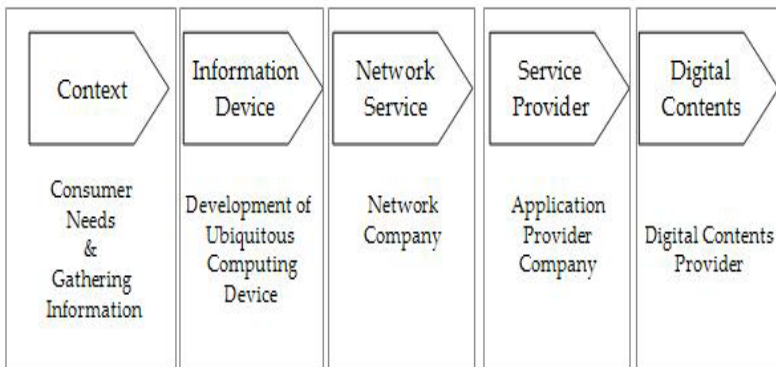 Context
Information
Device
Network
Service
Service
Provider
Digital
Contents
Consumer
Needs
&
Gathering
Information
Development of
Ubiquitous
Computing
Device
Network
Company
Application
Provider
Company
Digital Contents
Provider